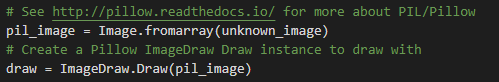 # See http://pillow.readthedocs.io/ for more about PIL/Pillow
pil_image = Image.fromarray(unknown_image)
# Create a Pillow ImageDraw Draw instance to draw with
draw = ImageDraw.Draw(pil_image)